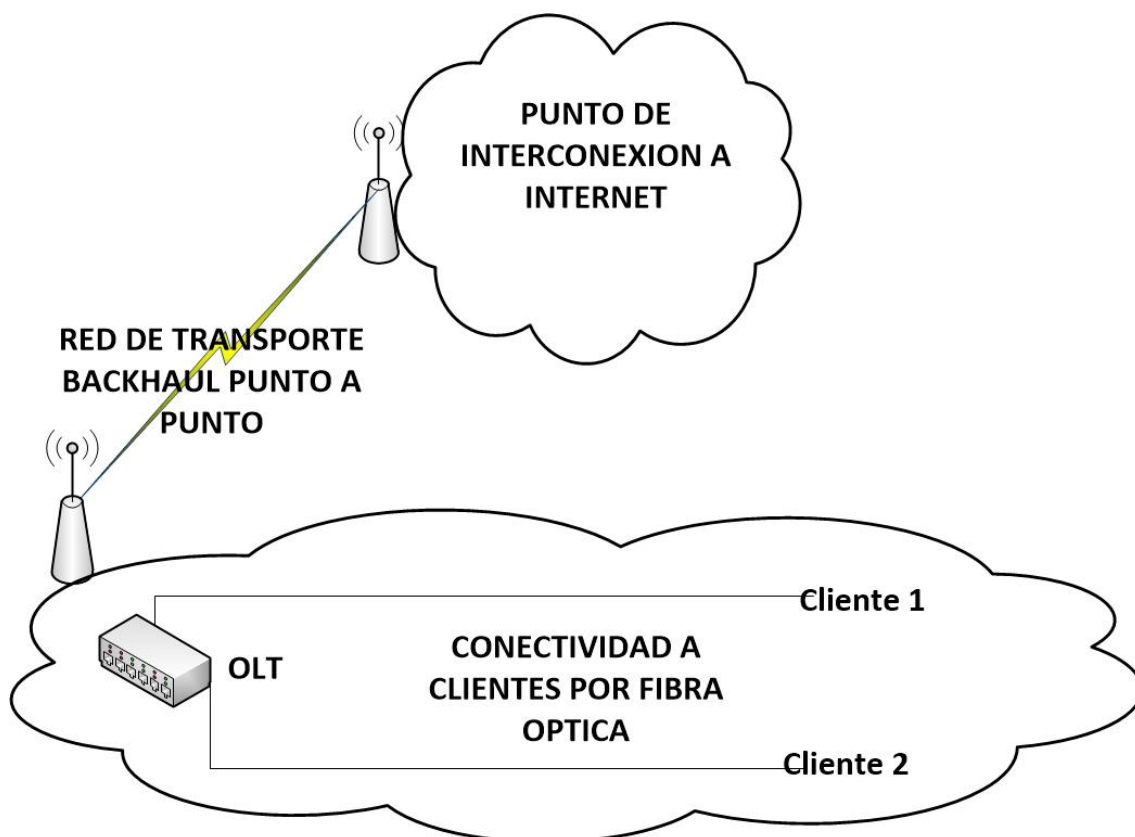 PUNTO DE
INTERCONEXION A
INTERNET
RED DE TRANSPORTE
BACKHAUL PUNTO A
PUNTO
Cliente 1
OLT
CONECTIVIDAD A
CLIENTES POR FIBRA
OPTICA
Cliente 2